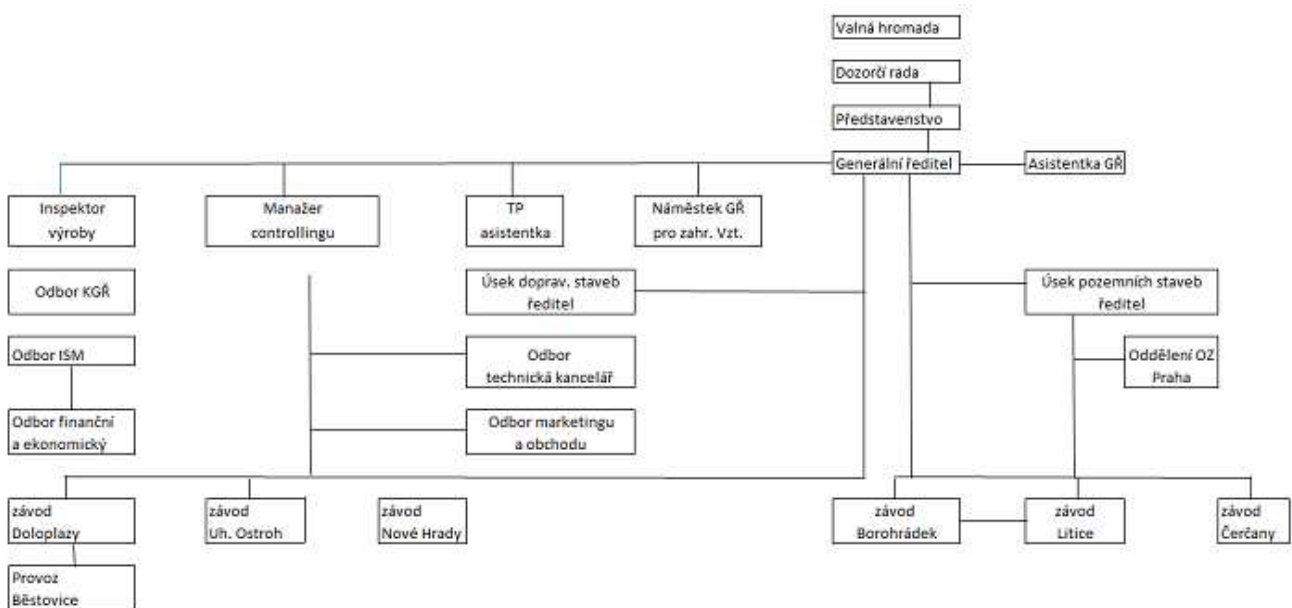 Valná hromada
Dozorčí rada
Představenstvo
Generální ředitel
Asistentka GŘ
Inspektor
výroby
Manažer
controllingu
TP
asistentka
Náměstek GŘ
pro zahr. Vzt.
Odbor KGŘ
Úsek doprav. staveb
ředitel
Úsek pozemních staveb
ředitel
Odbor ISM
Odbor
technická kancelář
Oddělení OZ
Praha
Odbor finanční
a ekonomický
Odbor marketingu
a obchodu
závod
Doloplazy
závod
Uh. Ostroh
závod
Nové Hrady
závod
Borohrádek
závod
Litice
závod
Čerčany
Provoz
Běstovice